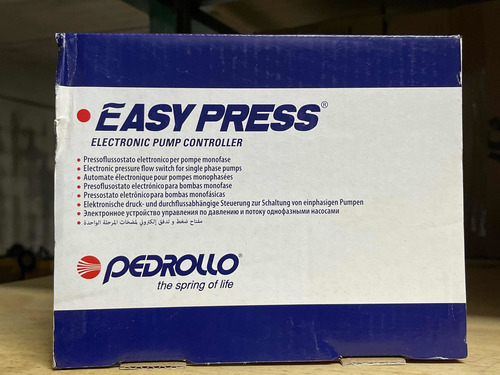 EASY PRESS®
ELECTRONIC PUMP CONTROLLER
• Pressoflussostato elettronico per pompe monofase
• Electronic pressure flow switch for single phase pumps
• Automate électronique pour pompes monophasées
• Presoflusostato electrónico para bombas monofase
• Pressostato eletrónico para bombas monofásicas
• Elektronische druck- und durchflussabhängige Steuerung zur Schaltung von einphasigen Pumpen
• Электронное устройство управления по давлению и потоку однофазными насосами
• مفتاح ضغط و تدفق إلكتروني لمضخات المرحلة الواحدة
PEDROLLO®
the spring of life